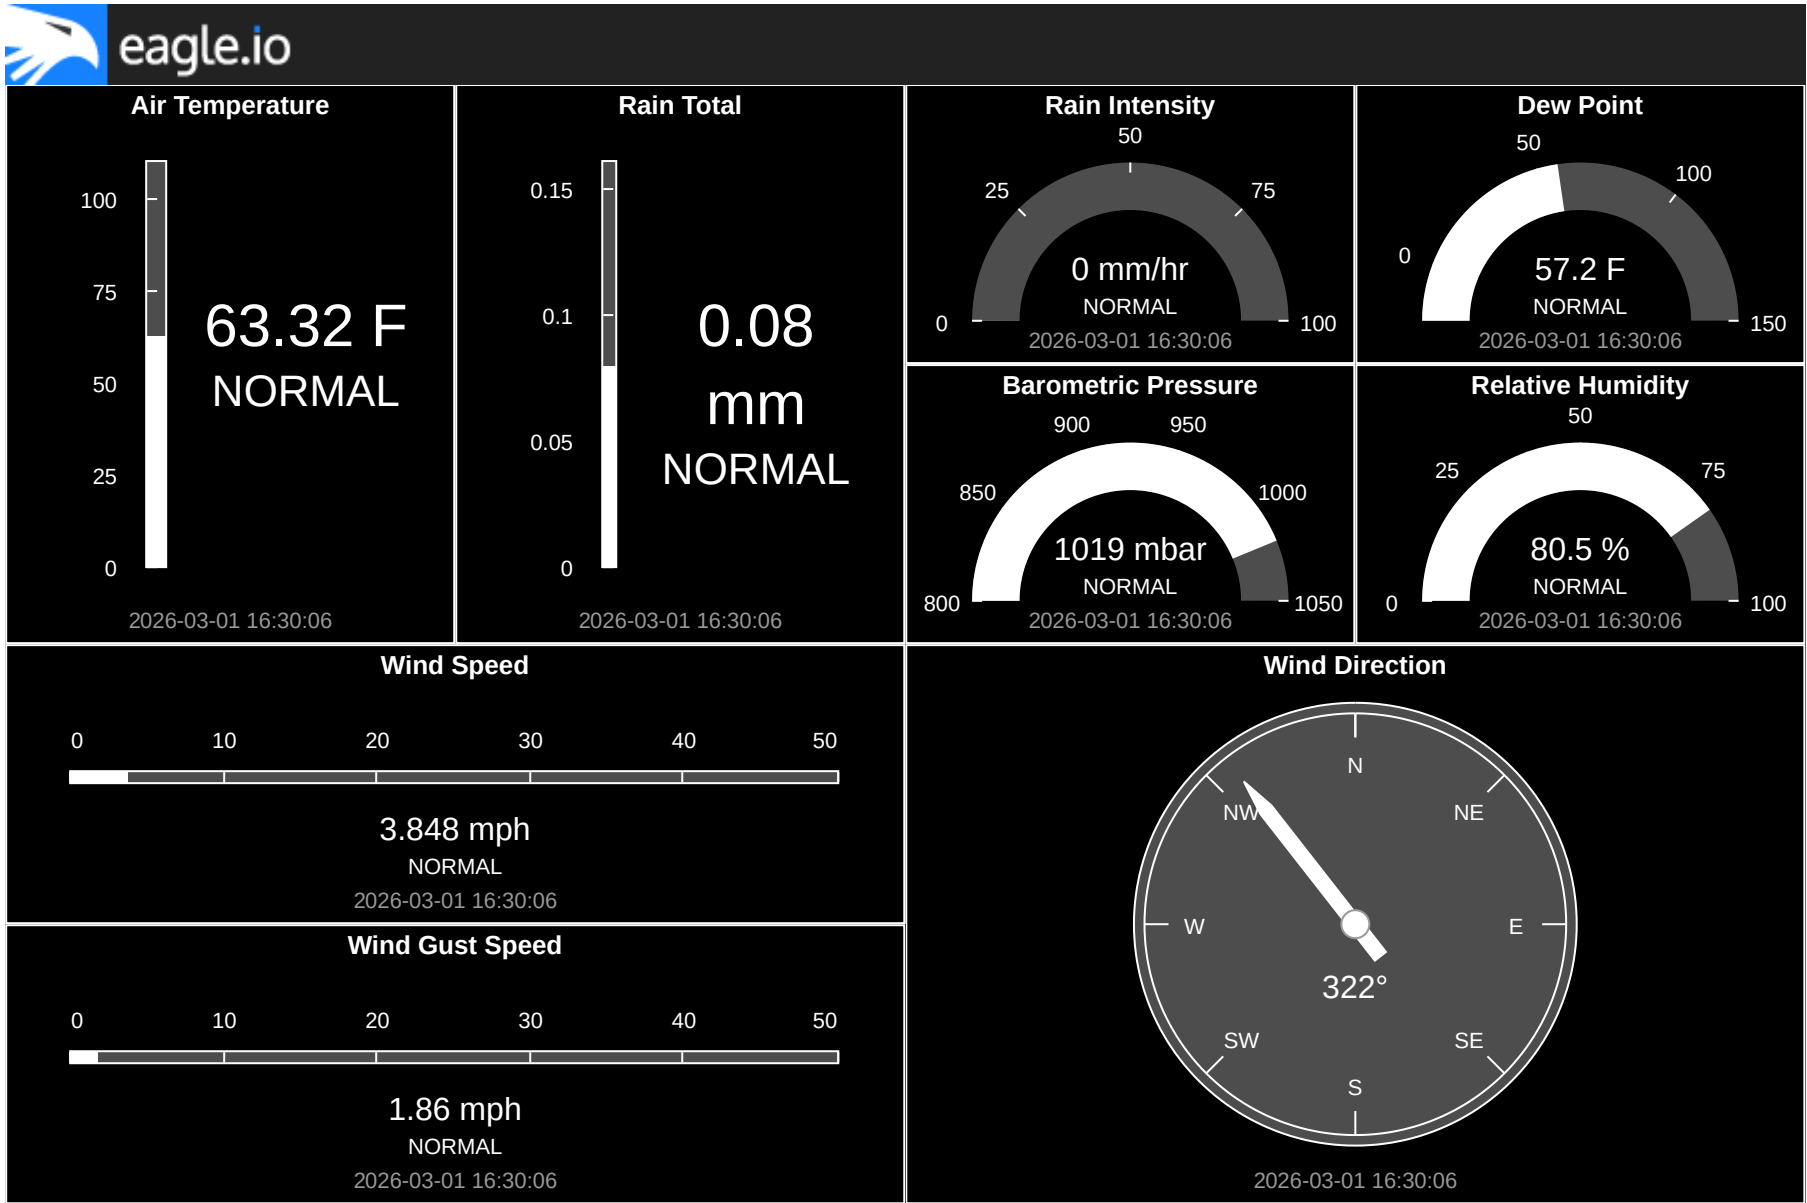 eagle.io
Air Temperature
100
75
50
25
0
63.32 F
NORMAL
2026-03-01 16:30:06
Rain Total
0.15
0.1
0.05
0
0.08
mm
NORMAL
2026-03-01 16:30:06
Rain Intensity
50
25
75
0
100
0 mm/hr
NORMAL
2026-03-01 16:30:06
Dew Point
50
100
0
150
57.2 F
NORMAL
2026-03-01 16:30:06
Barometric Pressure
900
950
850
1000
800
1050
1019 mbar
NORMAL
2026-03-01 16:30:06
Relative Humidity
50
25
75
0
100
80.5 %
NORMAL
2026-03-01 16:30:06
Wind Speed
0 10 20 30 40 50
3.848 mph
NORMAL
2026-03-01 16:30:06
Wind Gust Speed
0 10 20 30 40 50
1.86 mph
NORMAL
2026-03-01 16:30:06
Wind Direction
N
NW
NE
W
E
322°
SW
SE
S
2026-03-01 16:30:06